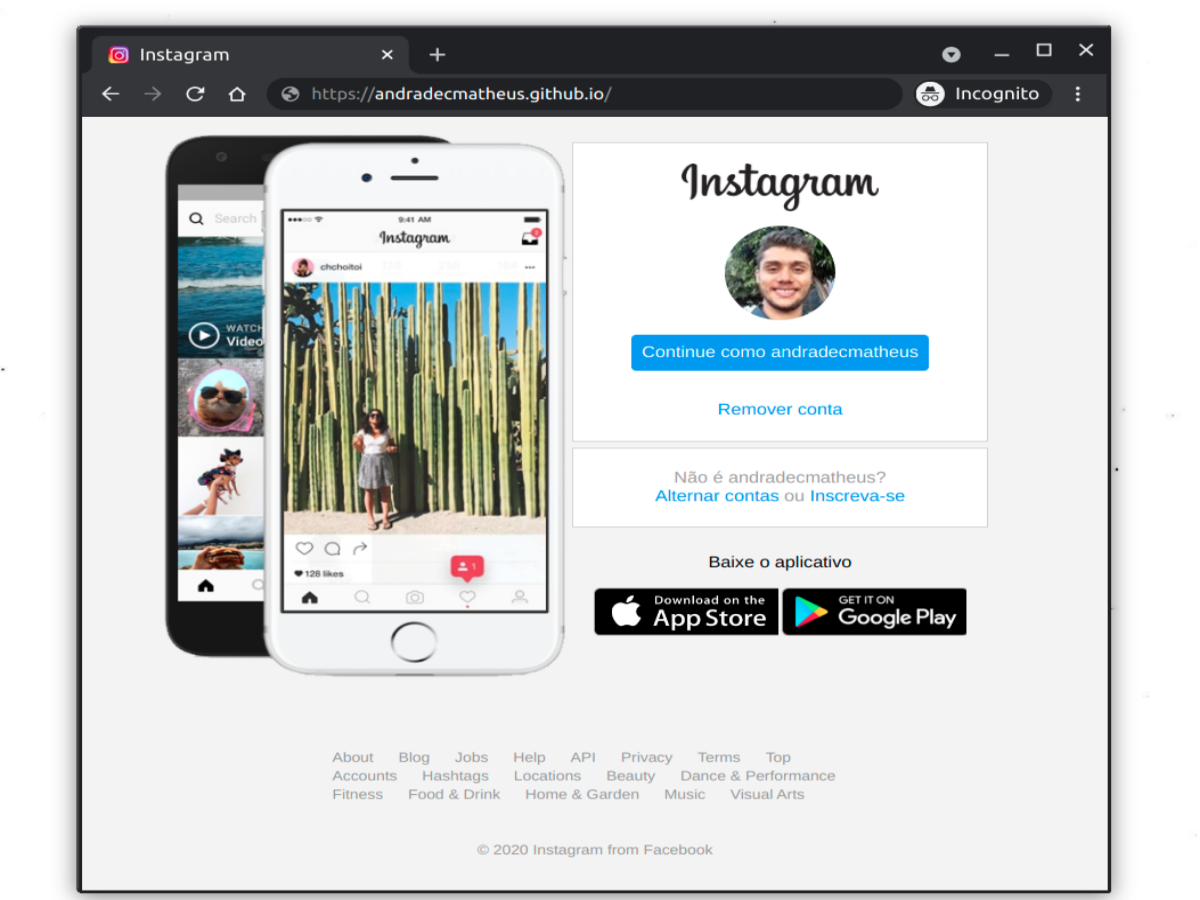 Instagram
https://andradecmatheus.github.io/
Incognito
Search
WATCH
Video
9:41 AM
Instagram
2
chchoitoi
1
128 likes
Instagram
Continue como andradecmatheus
Remover conta
Não é andradecmatheus?
Alternar contas ou Inscreva-se
Baixe o aplicativo
Download on the
App Store
GET IT ON
Google Play
About Blog Jobs Help API Privacy Terms Top
Accounts Hashtags Locations Beauty Dance & Performance
Fitness Food & Drink Home & Garden Music Visual Arts
© 2020 Instagram from Facebook